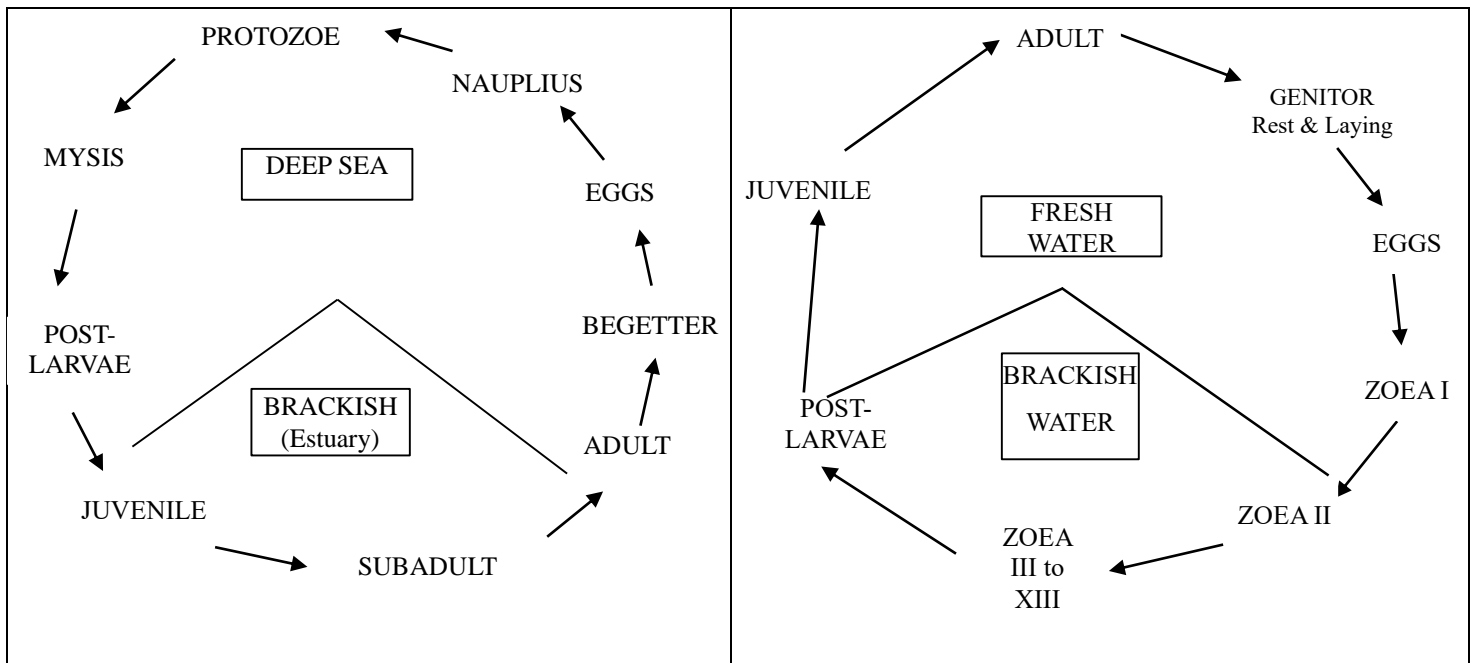 PROTOZOE
NAUPLIUS
MYSIS
DEEP SEA
EGGS
POST-
LARVAE
BEGETTER
BRACKISH
(Estuary)
ADULT
JUVENILE
SUBADULT
ADULT
GENITOR
Rest & Laying
JUVENILE
FRESH
WATER
EGGS
BRACKISH
WATER
ZOEA I
POST-
LARVAE
ZOEA II
ZOEA
III to
XIII